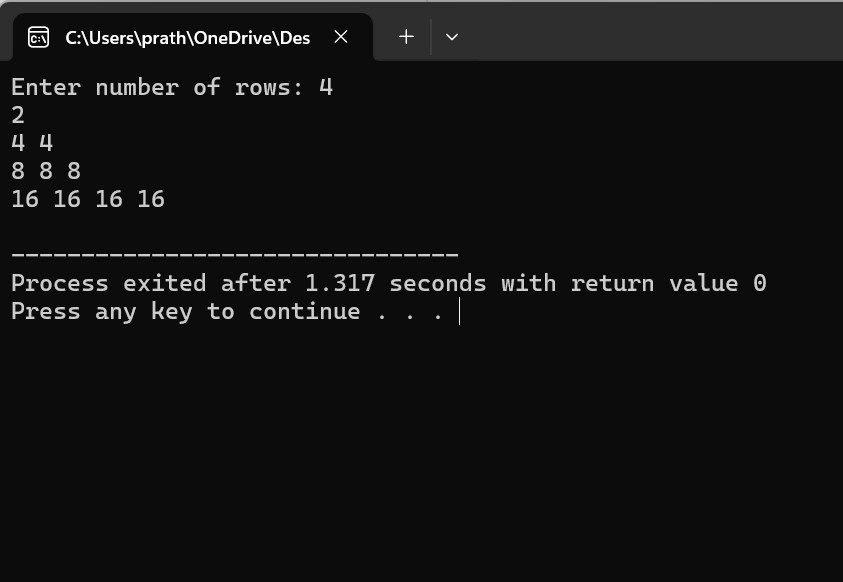 C:\Users\prath\OneDrive\Des
Enter number of rows: 4
2
4 4
8 8 8
16 16 16 16
--------------------------------
Process exited after 1.317 seconds with return value 0
Press any key to continue . . .